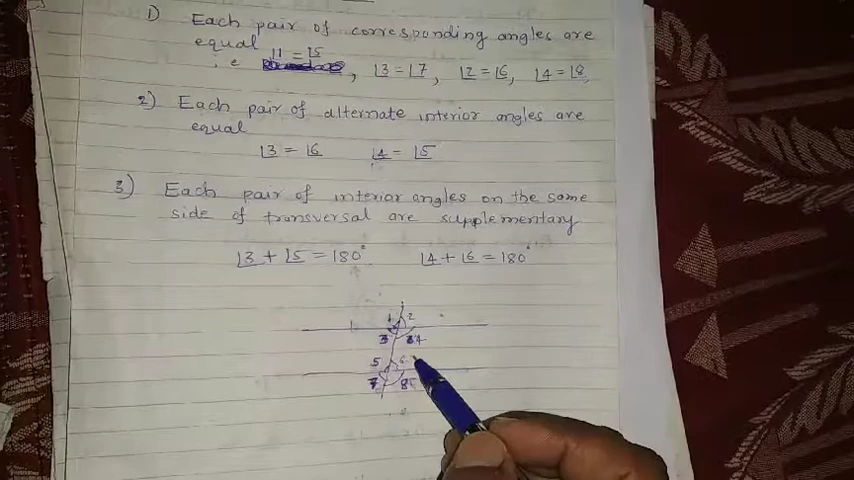 1) Each pair of corresponding angles are
equal ∠1 = ∠5
i.e , ∠3 = ∠7, ∠2 = ∠6, ∠4 = ∠8,
2) Each pair of alternate interior angles are
equal
∠3 = ∠6 ∠4 = ∠5
3) Each pair of interior angles on the same
side of transversal are supplementary
∠3 + ∠5 = 180° ∠4 + ∠6 = 180°
1 2
3 4
5 6
7 8